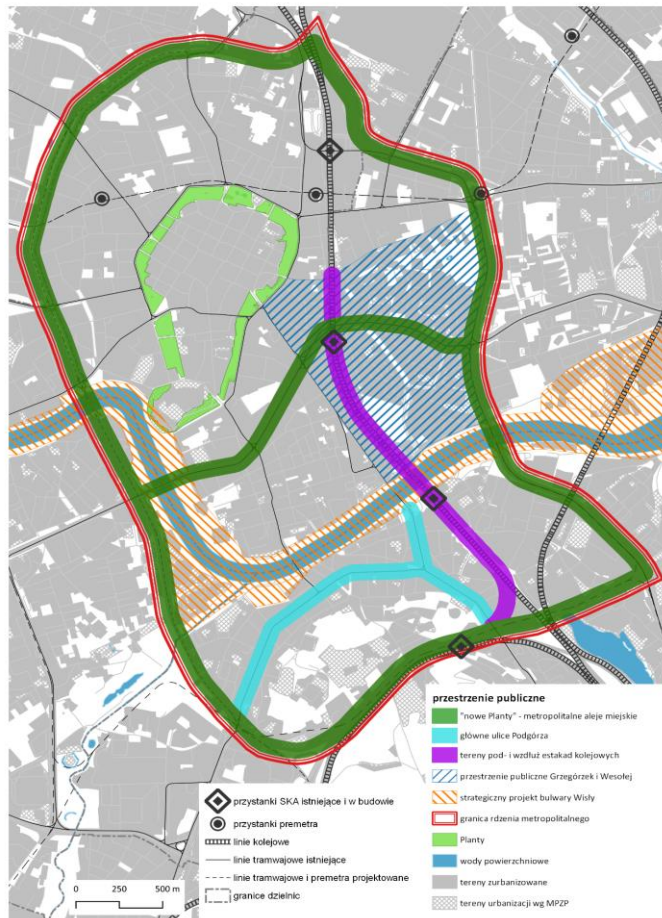 przestrzenie publiczne
"nowe Planty" - metropolitalne aleje miejskie
główne ulice Podgórza
tereny pod- i wzdłuż estakad kolejowych
przestrzenie publiczne Grzegórzek i Wesołej
strategiczny projekt bulwary Wisły
granica rdzenia metropolitalnego
Planty
wody powierzchniowe
tereny zurbanizowane
tereny urbanizacji wg MPZP
przystanki SKA istniejące i w budowie
przystanki premetra
linie kolejowe
linie tramwajowe istniejące
linie tramwajowe i premetra projektowane
granice dzielnic
0 250 500 m